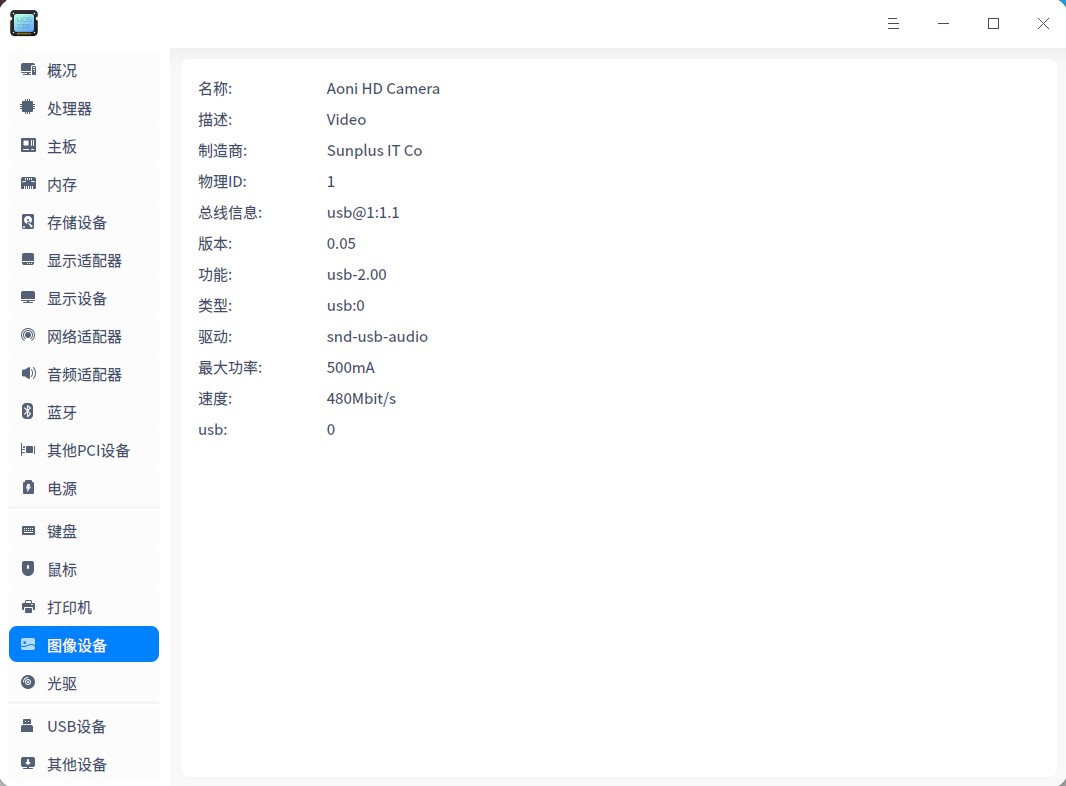 概况
处理器
主板
内存
存储设备
显示适配器
显示设备
网络适配器
音频适配器
蓝牙
其他PCI设备
电源
键盘
鼠标
打印机
图像设备
光驱
USB设备
其他设备
名称: Aoni HD Camera
描述: Video
制造商: Sunplus IT Co
物理ID: 1
总线信息: usb@1:1.1
版本: 0.05
功能: usb-2.00
类型: usb:0
驱动: snd-usb-audio
最大功率: 500mA
速度: 480Mbit/s
usb: 0